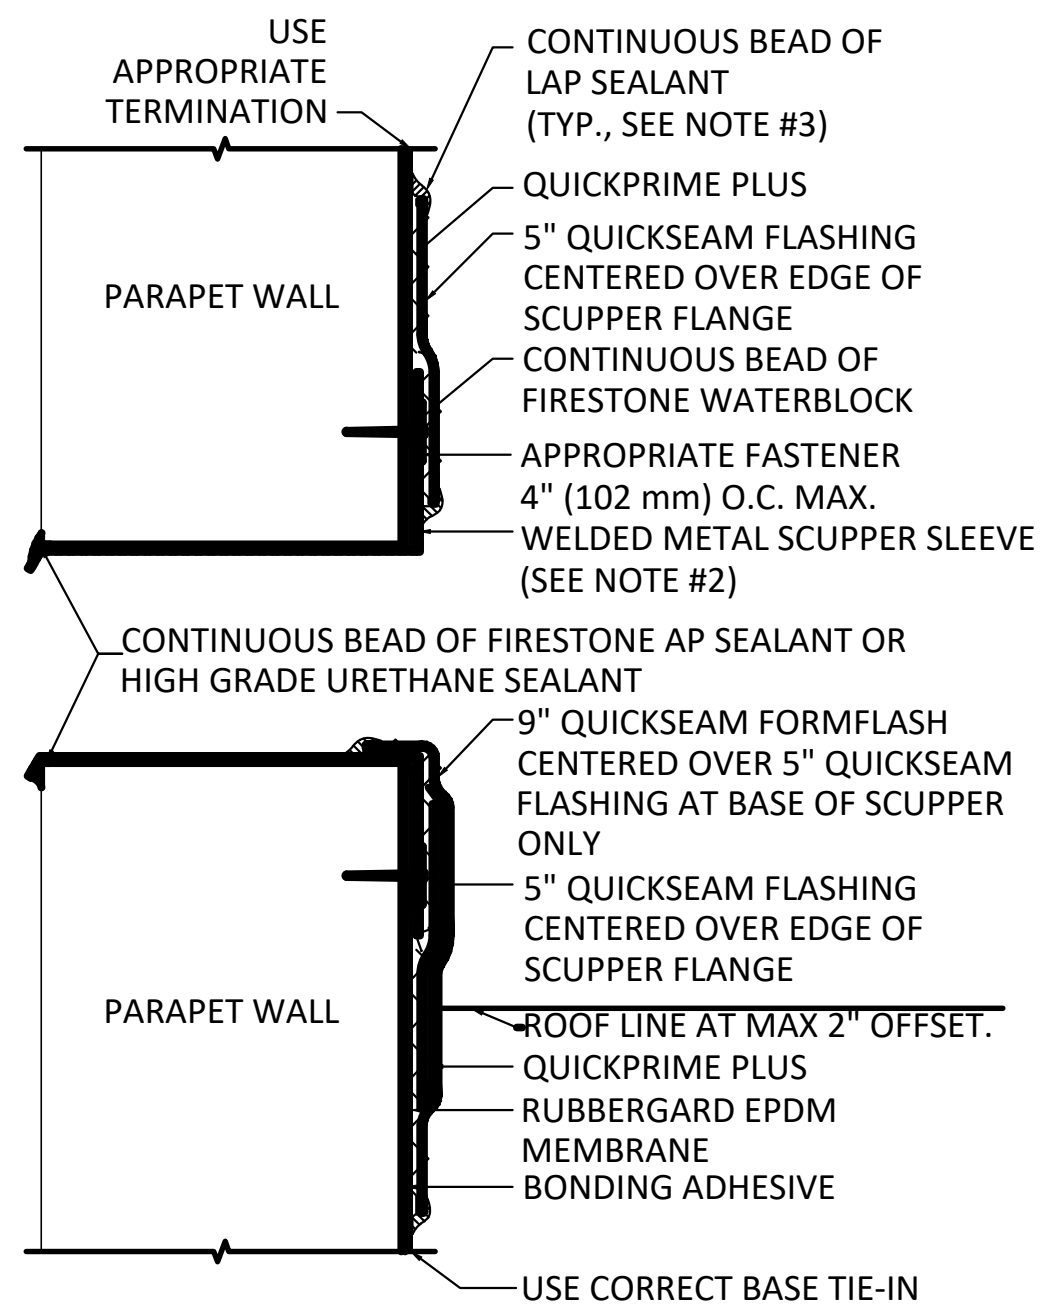 USE
APPROPRIATE
TERMINATION
CONTINUOUS BEAD OF
LAP SEALANT
(TYP., SEE NOTE #3)
QUICKPRIME PLUS
5" QUICKSEAM FLASHING
CENTERED OVER EDGE OF
SCUPPER FLANGE
PARAPET WALL
CONTINUOUS BEAD OF
FIRESTONE WATERBLOCK
APPROPRIATE FASTENER
4" (102 mm) O.C. MAX.
WELDED METAL SCUPPER SLEEVE
(SEE NOTE #2)
CONTINUOUS BEAD OF FIRESTONE AP SEALANT OR
HIGH GRADE URETHANE SEALANT
9" QUICKSEAM FORMFLASH
CENTERED OVER 5" QUICKSEAM
FLASHING AT BASE OF SCUPPER
ONLY
5" QUICKSEAM FLASHING
CENTERED OVER EDGE OF
SCUPPER FLANGE
PARAPET WALL
ROOF LINE AT MAX 2" OFFSET.
QUICKPRIME PLUS
RUBBERGARD EPDM
MEMBRANE
BONDING ADHESIVE
USE CORRECT BASE TIE-IN